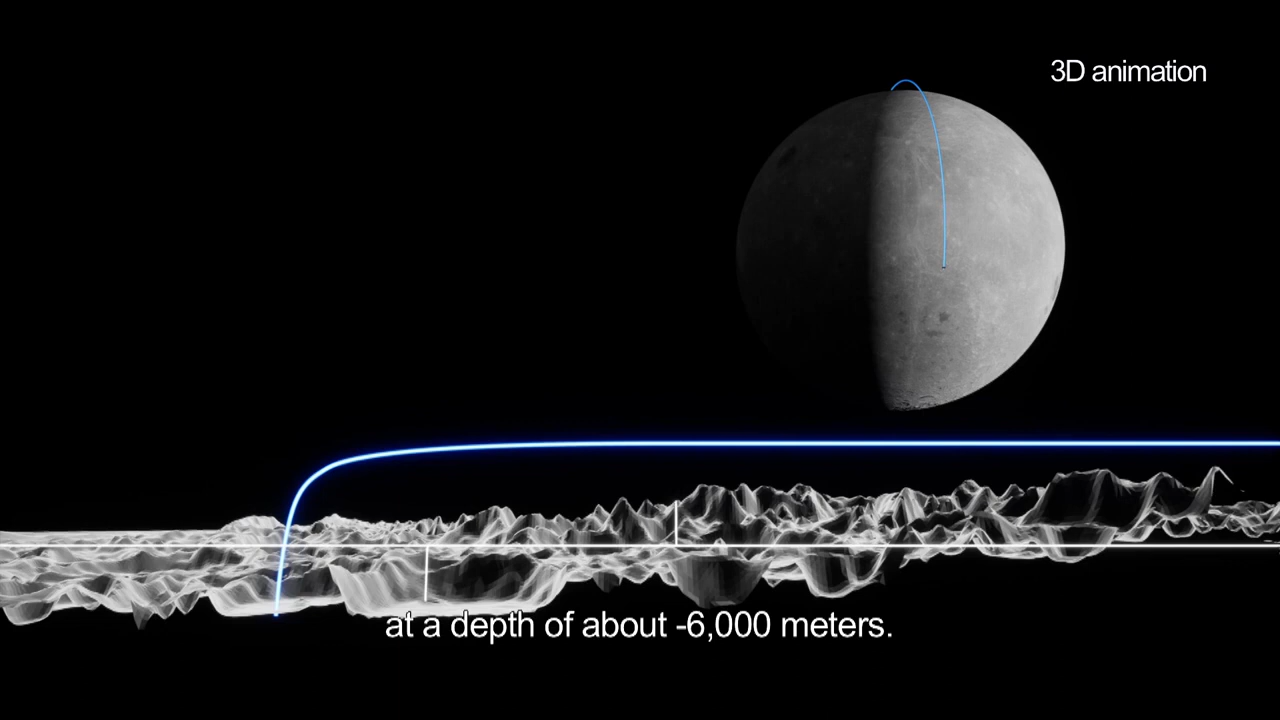 3D animation
at a depth of about -6,000 meters.